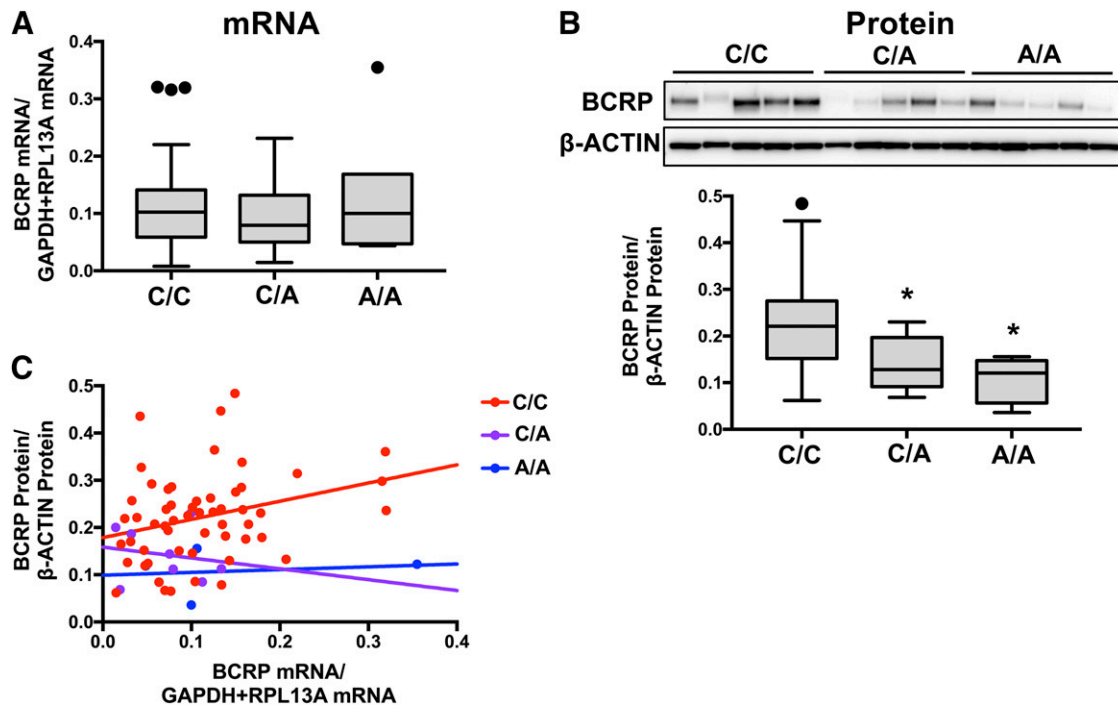 A
mRNA
BCRP mRNA/
GAPDH+RPL13A mRNA
0.4
0.3
0.2
0.1
0.0
C/C
C/A
A/A
B
Protein
C/C
C/A
A/A
BCRP
β-ACTIN
BCRP Protein/
β-ACTIN Protein
0.5
0.4
0.3
0.2
0.1
0.0
*
*
C/C
C/A
A/A
C
BCRP Protein/
β-ACTIN Protein
0.5
0.4
0.3
0.2
0.1
0.0
0.0
0.1
0.2
0.3
0.4
BCRP mRNA/
GAPDH+RPL13A mRNA
C/C
C/A
A/A